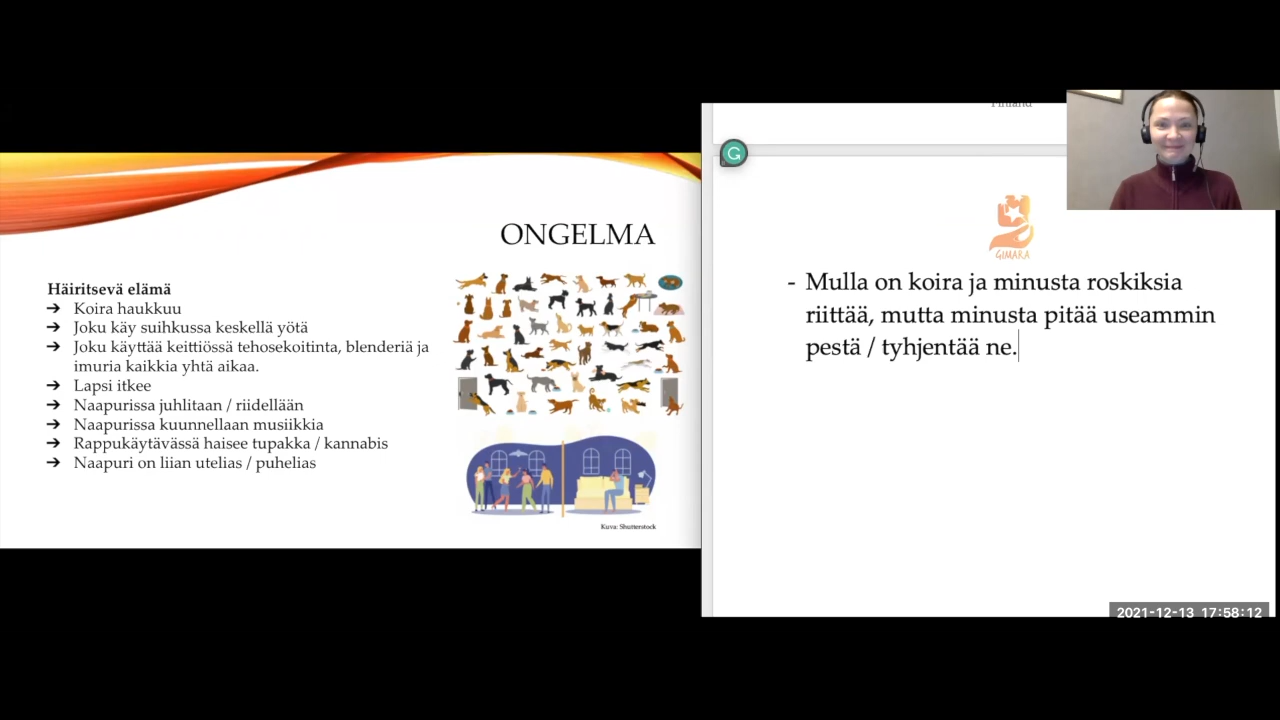 ONGELMA
Häiritsevä elämä
➔ Koira haukkuu
➔ Joku käy suihkussa keskellä yötä
➔ Joku käyttää keittiössä tehosekoitinta, blenderiä ja
imuria kaikkia yhtä aikaa.
➔ Lapsi itkee
➔ Naapurissa juhlitaan / riidellään
➔ Naapurissa kuunnellaan musiikkia
➔ Rappukäytävässä haisee tupakka / kannabis
➔ Naapuri on liian utelias / puhelias
Kuva: Shutterstock
Finland
GIMARA
- Mulla on koira ja minusta roskiksia
riittää, mutta minusta pitää useammin
pestä / tyhjentää ne.
2021-12-13 17:58:12